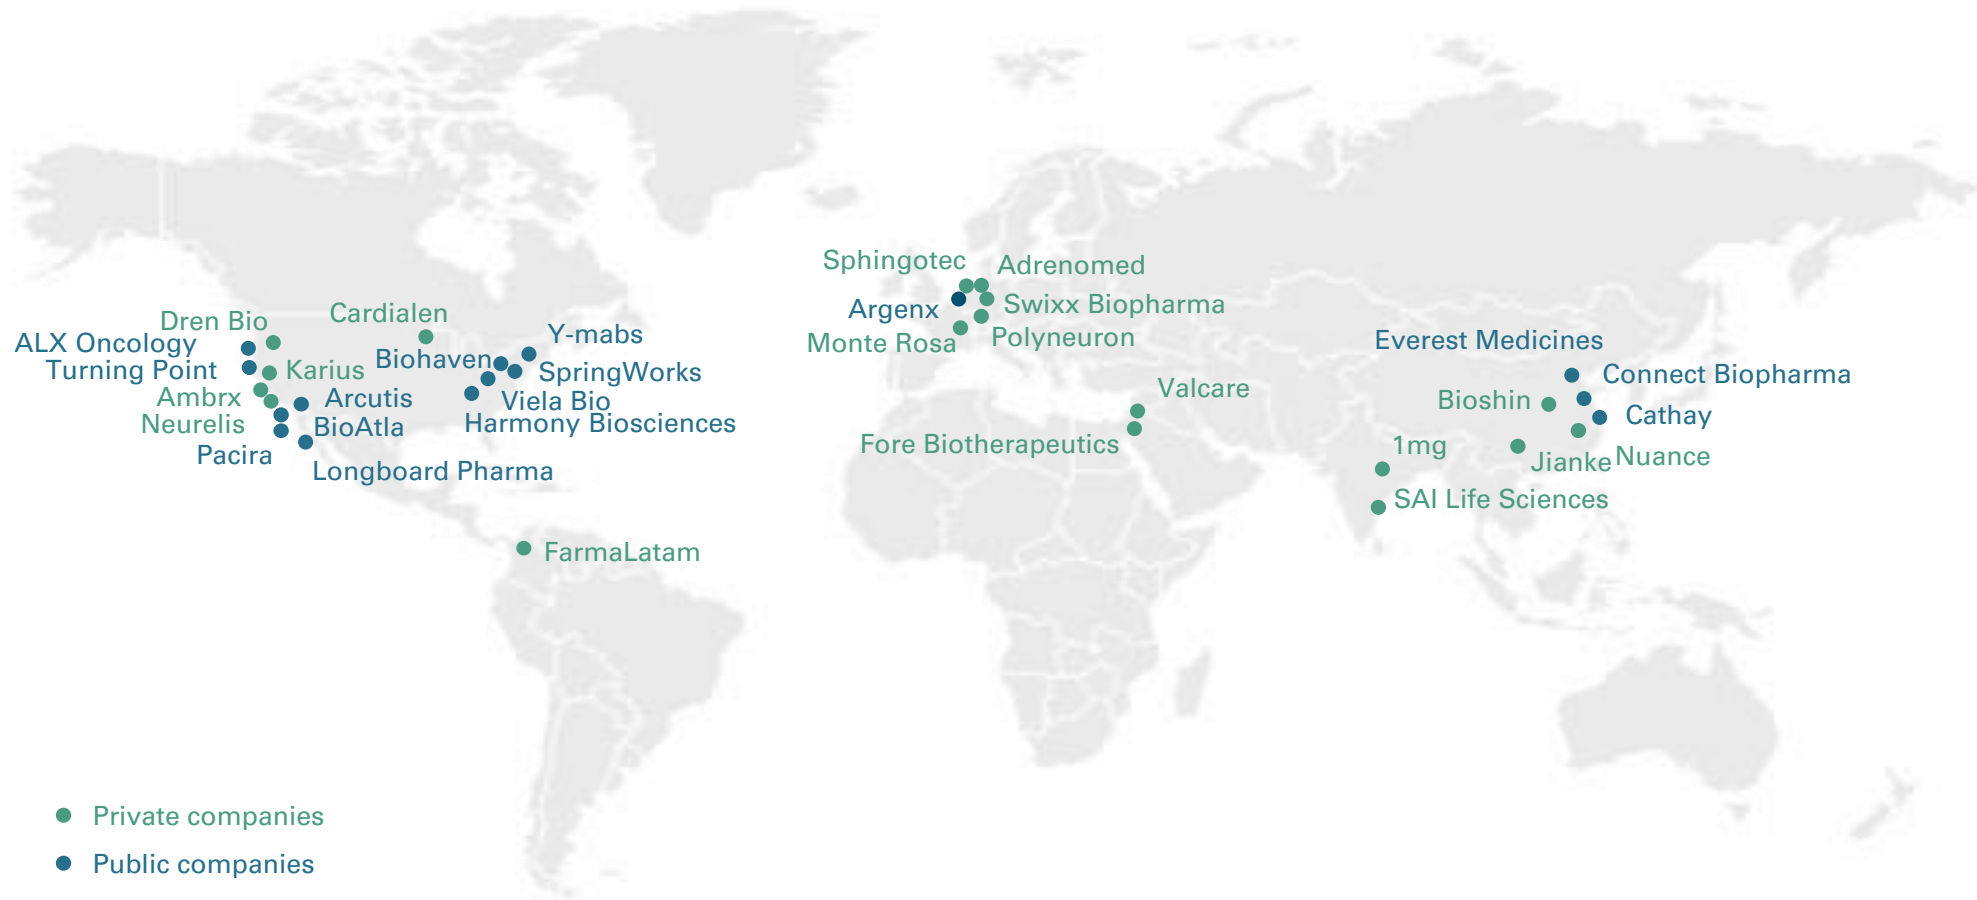 Dren Bio
ALX Oncology
Turning Point
Karius
Ambrx
Neurelis
Arcutis
BioAtla
Pacira
Longboard Pharma
Cardialen
Biohaven
Y-mabs
SpringWorks
Viela Bio
Harmony Biosciences
FarmaLatam
Sphingotec
Adrenomed
Argenx
Swixx Biopharma
Monte Rosa
Polyneuron
Valcare
Fore Biotherapeutics
Everest Medicines
Connect Biopharma
Bioshin
Cathay
1mg
Jianke
Nuance
SAI Life Sciences
Private companies
Public companies